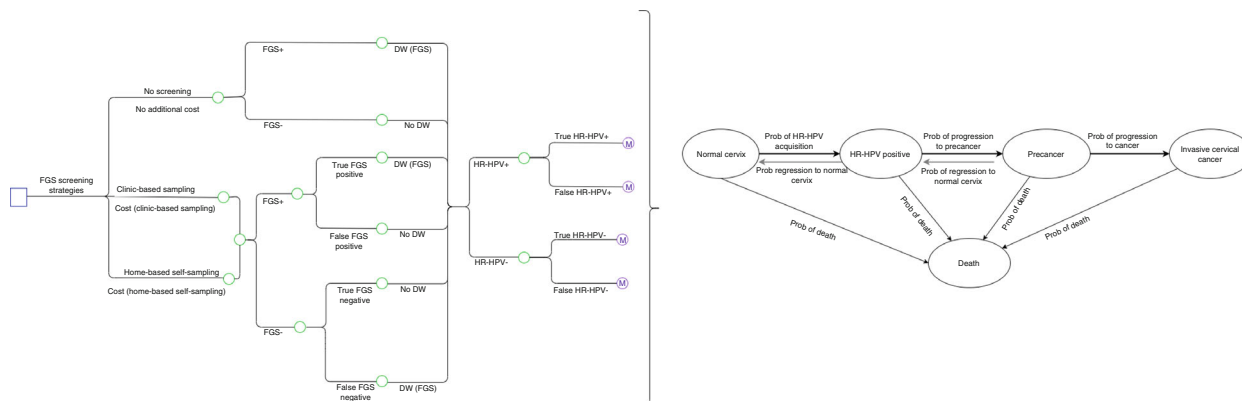 FGS screening
strategies
No screening
No additional cost
Clinic-based sampling
Cost (clinic-based sampling)
Home-based self-sampling
Cost (home-based self-sampling)
FGS+
DW (FGS)
FGS-
No DW
FGS+
True FGS
positive
DW (FGS)
False FGS
positive
No DW
FGS-
True FGS
negative
No DW
False FGS
negative
DW (FGS)
HR-HPV+
True HR-HPV+
M
False HR-HPV+
M
HR-HPV-
True HR-HPV-
M
False HR-HPV-
M
Normal cervix
Prob of HR-HPV
acquisition
Prob regression to normal
cervix
HR-HPV positive
Prob of progression
to precancer
Prob of regression to
normal cervix
Precancer
Prob of progression
to cancer
Invasive cervical
cancer
Prob of death
Prob of death
Prob of death
Prob of death
Death